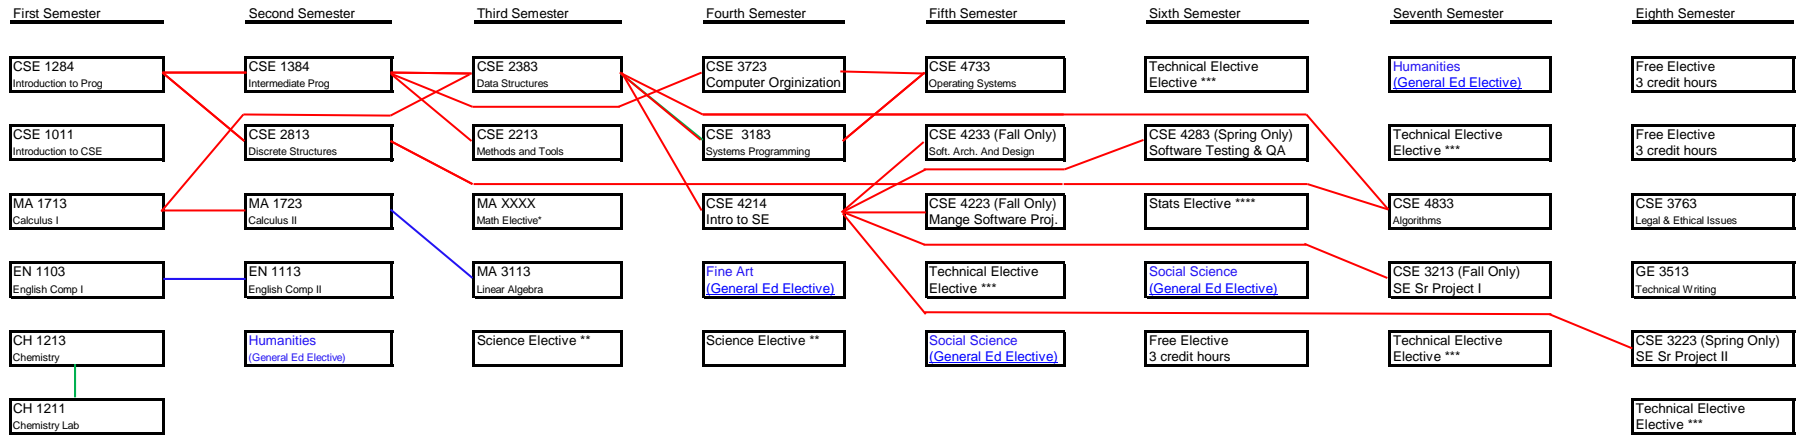 First Semester
CSE 1284
Introduction to Prog
CSE 1011
Introduction to CSE
MA 1713
Calculus I
EN 1103
English Comp I
CH 1213
Chemistry
CH 1211
Chemistry Lab
Second Semester
CSE 1384
Intermediate Prog
CSE 2813
Discrete Structures
MA 1723
Calculus II
EN 1113
English Comp II
Humanities
(General Ed Elective)
Third Semester
CSE 2383
Data Structures
CSE 2213
Methods and Tools
MA XXXX
Math Elective*
MA 3113
Linear Algebra
Science Elective **
Fourth Semester
CSE 3723
Computer Orginization
CSE  3183
Systems Programming
CSE 4214
Intro to SE
Fine Art
(General Ed Elective)
Science Elective **
Fifth Semester
CSE 4733
Operating Systems
CSE 4233 (Fall Only)
Soft. Arch. And Design
CSE 4223 (Fall Only)
Mange Software Proj.
Technical Elective
Elective ***
Social Science
(General Ed Elective)
Sixth Semester
Technical Elective
Elective ***
CSE 4283 (Spring Only)
Software Testing & QA
Stats Elective ****
Social Science
(General Ed Elective)
Free Elective
3 credit hours
Seventh Semester
Humanities
(General Ed Elective)
Technical Elective
Elective ***
CSE 4833
Algorithms
CSE 3213 (Fall Only)
SE Sr Project I
Technical Elective
Elective ***
Eighth Semester
Free Elective
3 credit hours
Free Elective
3 credit hours
CSE 3763
Legal & Ethical Issues
GE 3513
Technical Writing
CSE 3223 (Spring Only)
SE Sr Project II
Technical Elective
Elective ***